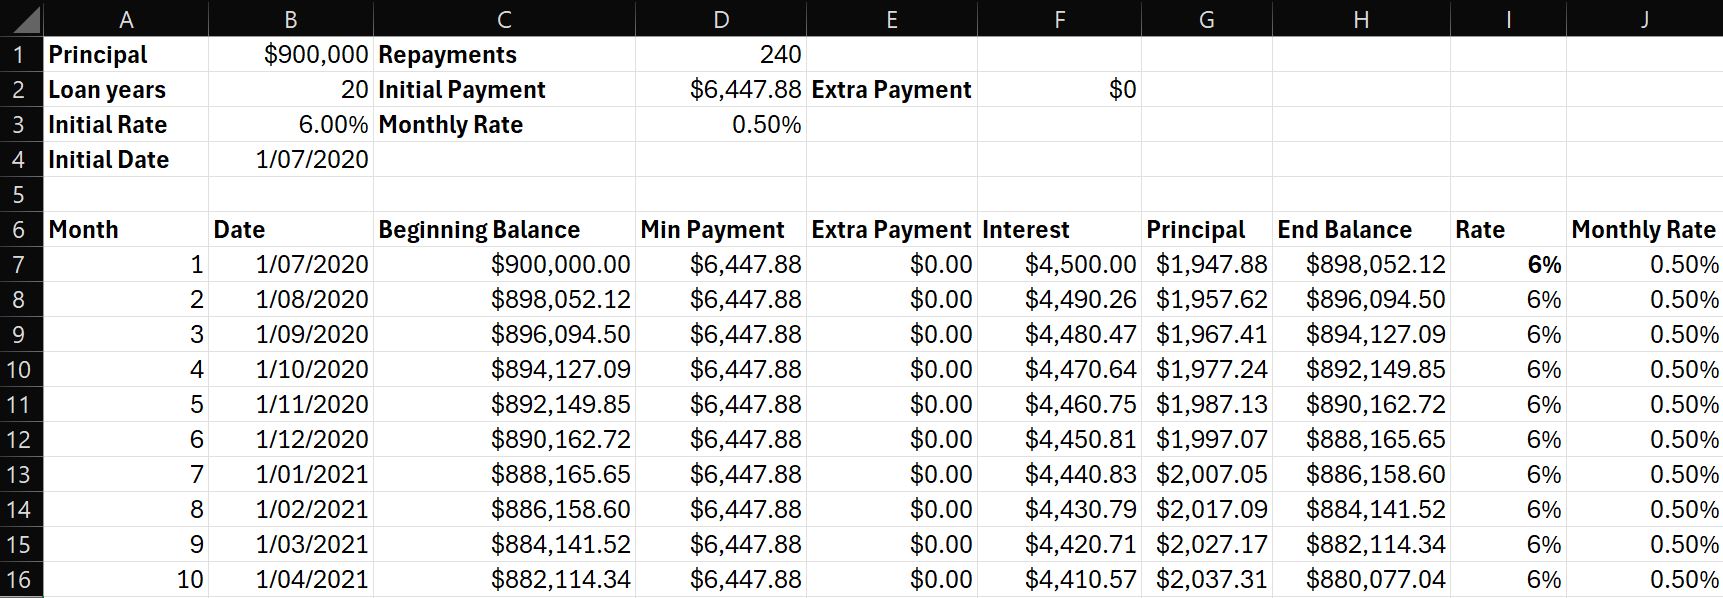 A B C D E F G H I J
1 Principal $900,000 Repayments 240
2 Loan years 20 Initial Payment $6,447.88 Extra Payment $0
3 Initial Rate 6.00% Monthly Rate 0.50%
4 Initial Date 1/07/2020
5
6 Month Date Beginning Balance Min Payment Extra Payment Interest Principal End Balance Rate Monthly Rate
7 1 1/07/2020 $900,000.00 $6,447.88 $0.00 $4,500.00 $1,947.88 $898,052.12 6% 0.50%
8 2 1/08/2020 $898,052.12 $6,447.88 $0.00 $4,490.26 $1,957.62 $896,094.50 6% 0.50%
9 3 1/09/2020 $896,094.50 $6,447.88 $0.00 $4,480.47 $1,967.41 $894,127.09 6% 0.50%
10 4 1/10/2020 $894,127.09 $6,447.88 $0.00 $4,470.64 $1,977.24 $892,149.85 6% 0.50%
11 5 1/11/2020 $892,149.85 $6,447.88 $0.00 $4,460.75 $1,987.13 $890,162.72 6% 0.50%
12 6 1/12/2020 $890,162.72 $6,447.88 $0.00 $4,450.81 $1,997.07 $888,165.65 6% 0.50%
13 7 1/01/2021 $888,165.65 $6,447.88 $0.00 $4,440.83 $2,007.05 $886,158.60 6% 0.50%
14 8 1/02/2021 $886,158.60 $6,447.88 $0.00 $4,430.79 $2,017.09 $884,141.52 6% 0.50%
15 9 1/03/2021 $884,141.52 $6,447.88 $0.00 $4,420.71 $2,027.17 $882,114.34 6% 0.50%
16 10 1/04/2021 $882,114.34 $6,447.88 $0.00 $4,410.57 $2,037.31 $880,077.04 6% 0.50%